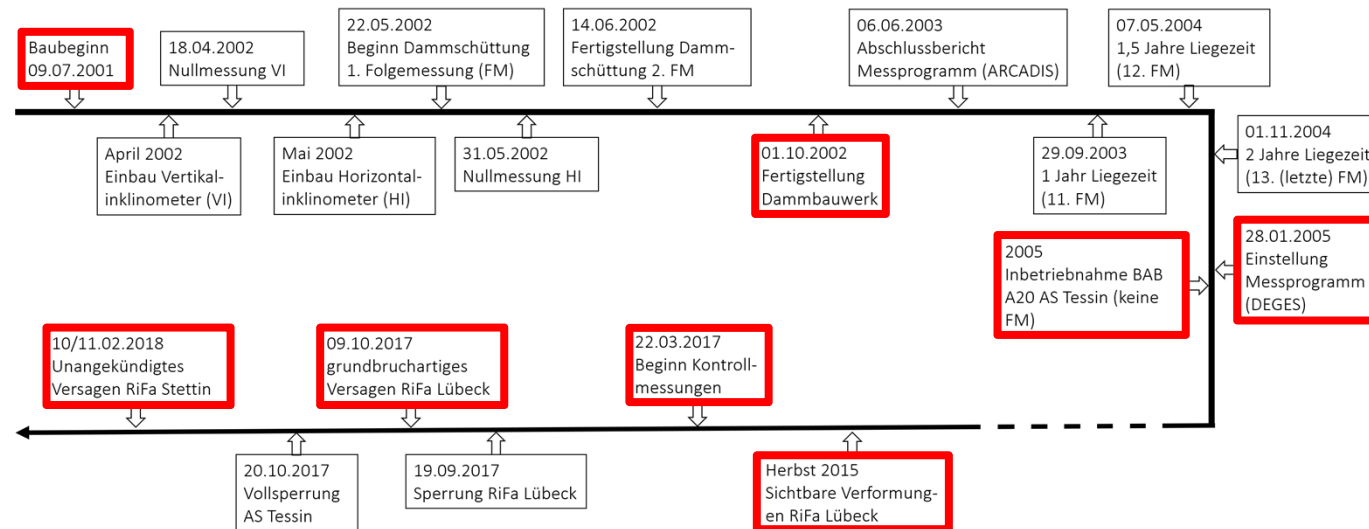 Baubeginn
09.07.2001
18.04.2002
Nullmessung VI
22.05.2002
Beginn Dammschüttung
1. Folgemessung (FM)
14.06.2002
Fertigstellung Damm-
schüttung 2. FM
06.06.2003
Abschlussbericht
Messprogramm (ARCADIS)
07.05.2004
1,5 Jahre Liegezeit
(12. FM)
April 2002
Einbau Vertikal-
inklinometer (VI)
Mai 2002
Einbau Horizontal-
inklinometer (HI)
31.05.2002
Nullmessung HI
01.10.2002
Fertigstellung
Dammbauwerk
29.09.2003
1 Jahr Liegezeit
(11. FM)
01.11.2004
2 Jahre Liegezeit
(13. (letzte) FM)
2005
Inbetriebnahme BAB
A20 AS Tessin (keine
FM)
28.01.2005
Einstellung
Messprogramm
(DEGES)
10/11.02.2018
Unangekündigtes
Versagen RiFa Stettin
09.10.2017
grundbruchartiges
Versagen RiFa Lübeck
22.03.2017
Beginn Kontroll-
messungen
20.10.2017
Vollsperrung
AS Tessin
19.09.2017
Sperrung RiFa Lübeck
Herbst 2015
Sichtbare Verformung-
en RiFa Lübeck